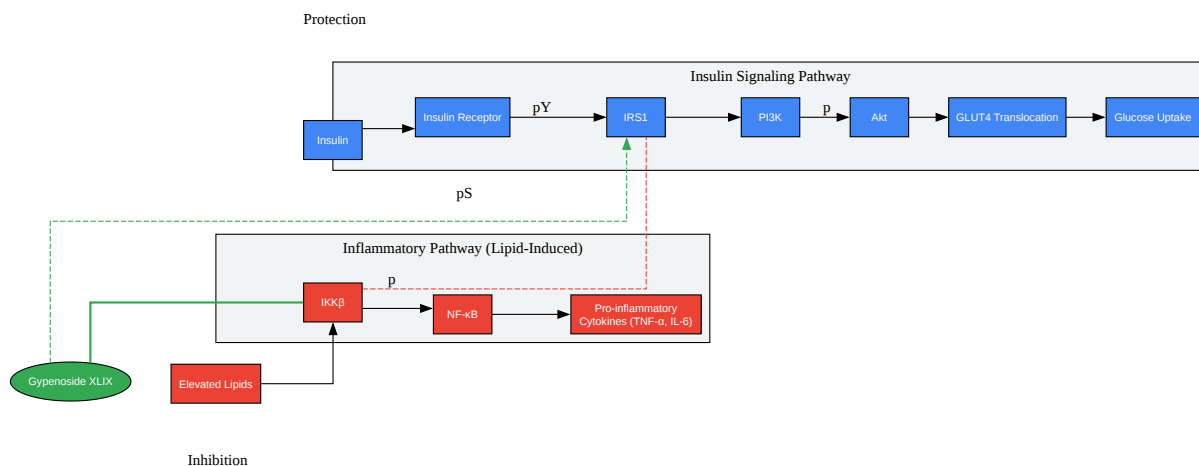 Protection
Insulin Signaling Pathway
Insulin
Insulin Receptor
pY
IRS1
PI3K
p
Akt
GLUT4 Translocation
Glucose Uptake
pS
Inflammatory Pathway (Lipid-Induced)
IKKβ
p
NF-κB
Pro-inflammatory
Cytokines (TNF-α, IL-6)
Gypenoside XLIX
Elevated Lipids
Inhibition